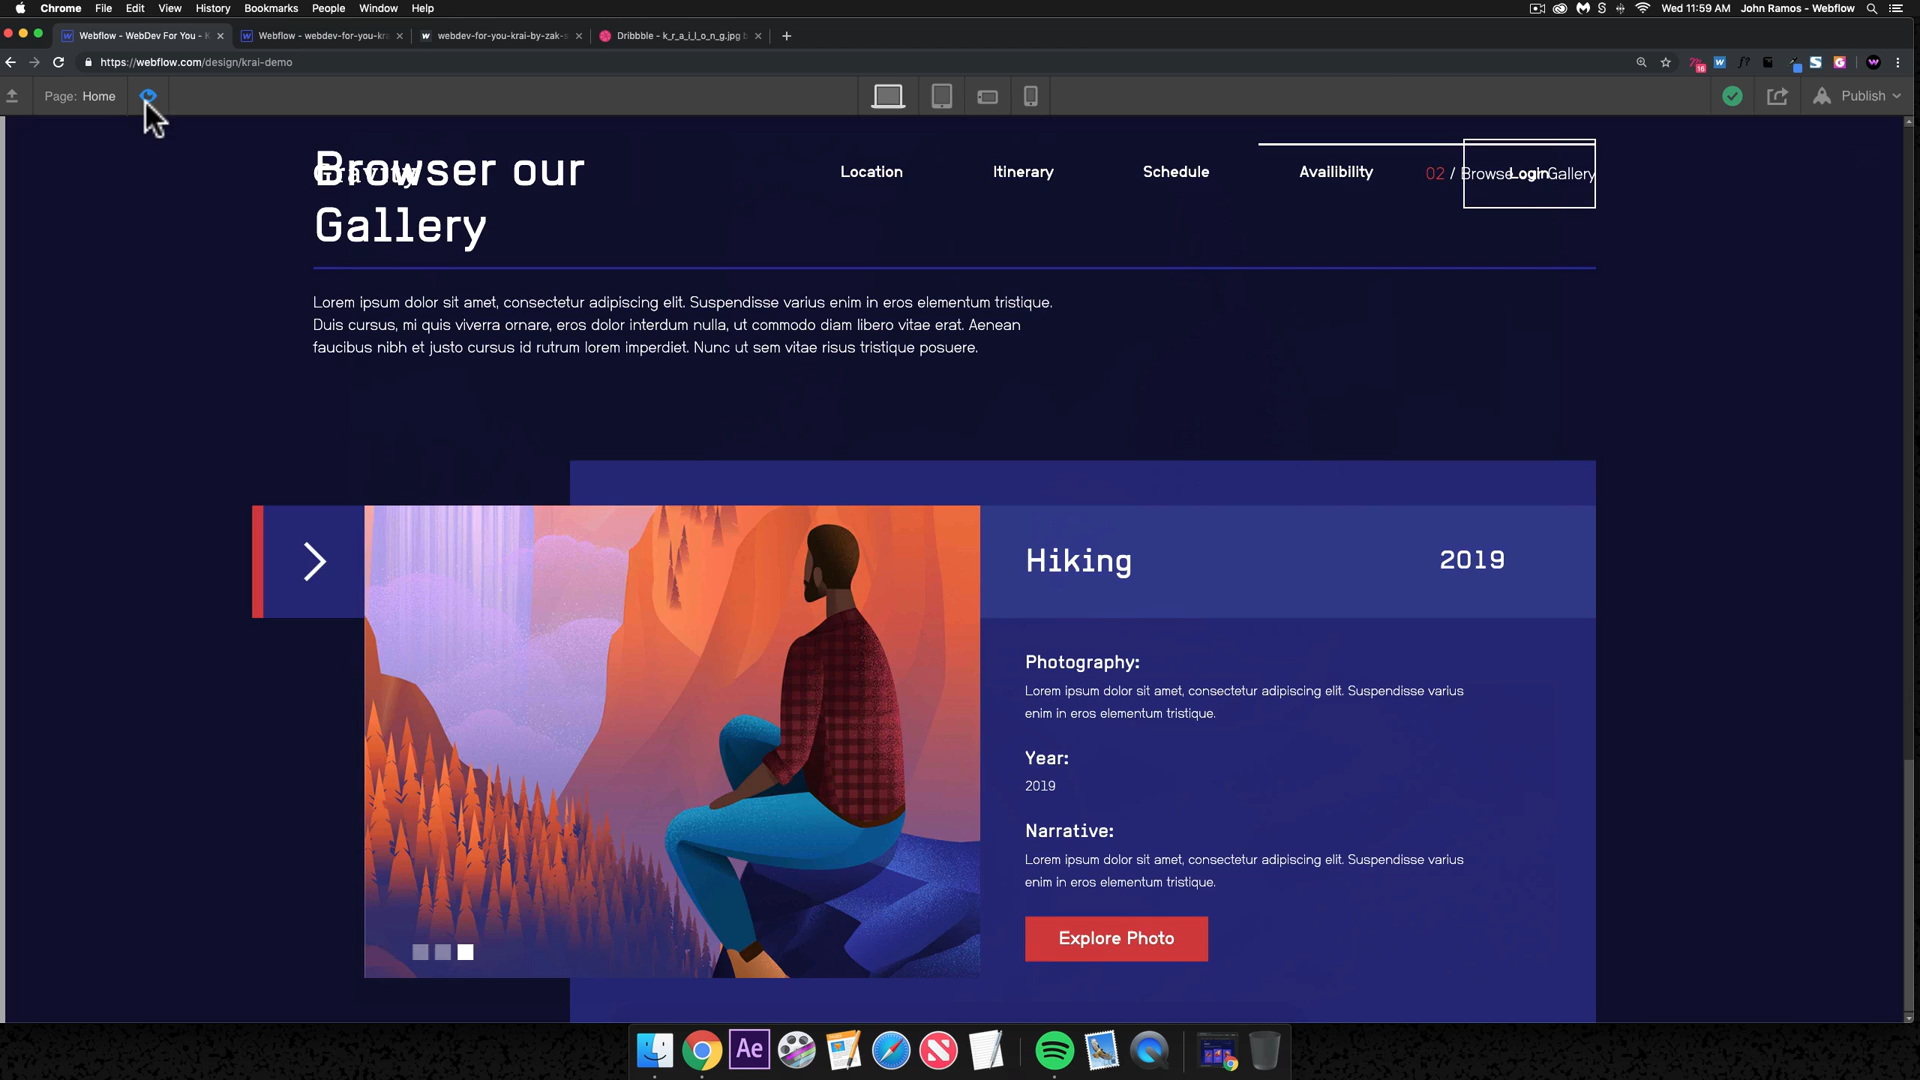 Chrome File Edit View History Bookmarks People Window Help
Wed 11:59 AM John Ramos - Webflow
Webflow - WebDev For You - K
Webflow - webdev-for-you-kra
webdev-for-you-krai-by-zak-s
Dribbble - k_r_a_i_l_o_n_g.jpg b
https://webflow.com/design/krai-demo
16
Page: Home
Publish
Gravity
Location
Itinerary
Schedule
Availibility
Login
Browser our
Gallery
02 / Browse our Gallery
Lorem ipsum dolor sit amet, consectetur adipiscing elit. Suspendisse varius enim in eros elementum tristique.
Duis cursus, mi quis viverra ornare, eros dolor interdum nulla, ut commodo diam libero vitae erat. Aenean
faucibus nibh et justo cursus id rutrum lorem imperdiet. Nunc ut sem vitae risus tristique posuere.
Hiking
2019
Photography:
Lorem ipsum dolor sit amet, consectetur adipiscing elit. Suspendisse varius
enim in eros elementum tristique.
Year:
2019
Narrative:
Lorem ipsum dolor sit amet, consectetur adipiscing elit. Suspendisse varius
enim in eros elementum tristique.
Explore Photo
Ae